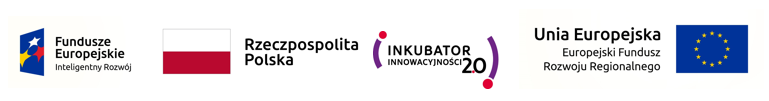 Fundusze
Europejskie
Inteligentny Rozwój
Rzeczpospolita
Polska
INKUBATOR
INNOWACYJNOŚCI
2.0
Unia Europejska
Europejski Fundusz
Rozwoju Regionalnego